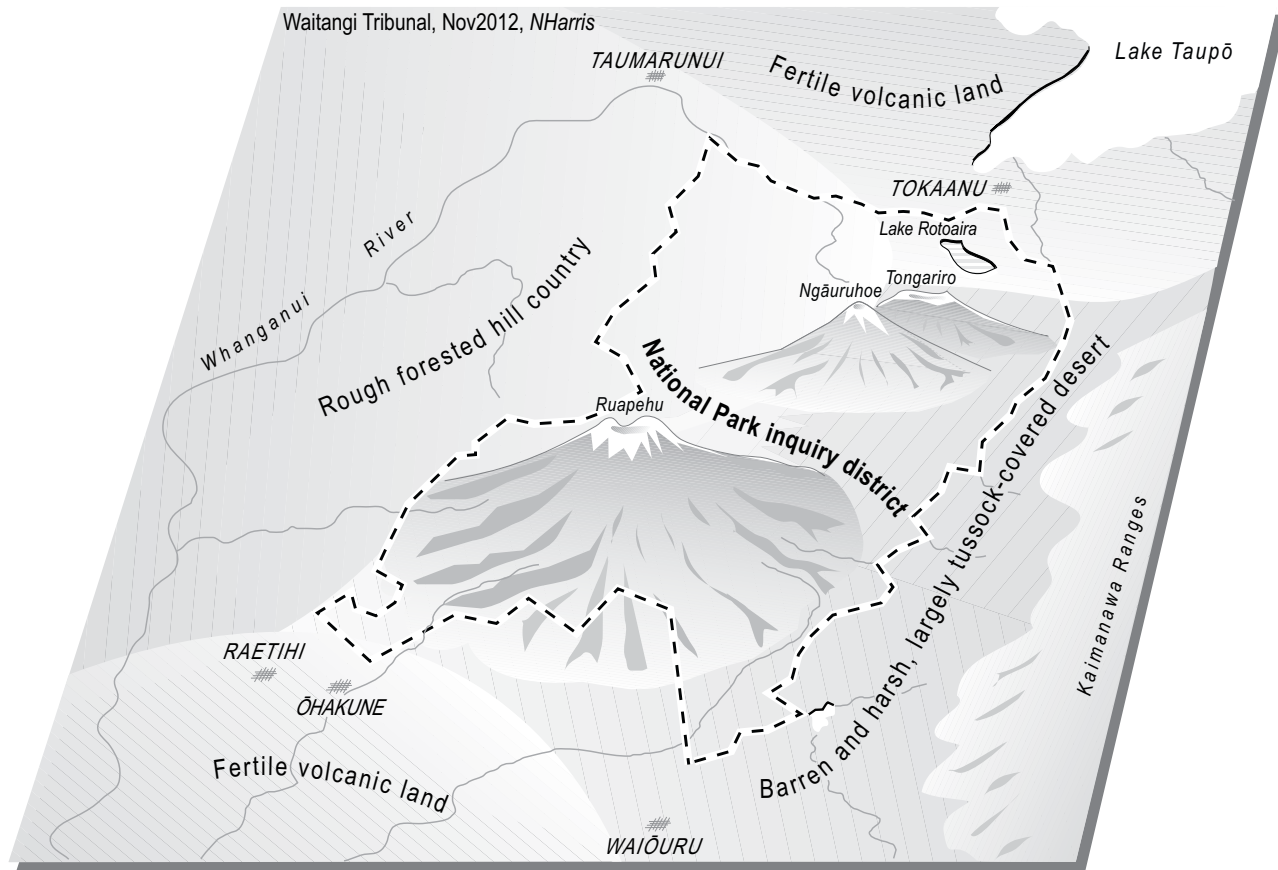 Waitangi Tribunal, Nov2012, NHarris
Lake Taupō
TAUMARUNUI
Fertile volcanic land
TOKAANU
River
Lake Rotoaira
Tongariro
Ngāuruhoe
Whanganui
Rough forested hill country
National Park inquiry district
Ruapehu
Barren and harsh, largely tussock-covered desert
Kaimanawa Ranges
RAETIHI
ŌHAKUNE
Fertile volcanic land
WAIŌURU